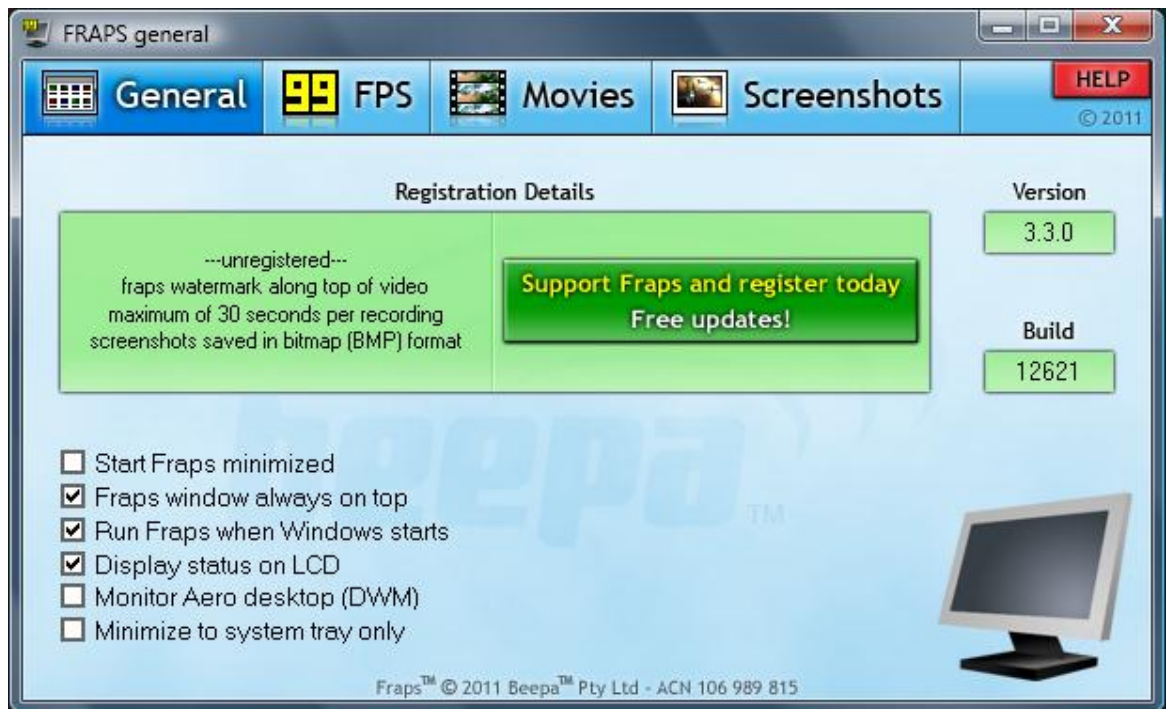 FRAPS general
General
99 FPS
Movies
Screenshots
HELP
© 2011
Registration Details
Version
---unregistered---
fraps watermark along top of video
maximum of 30 seconds per recording
screenshots saved in bitmap (BMP) format
Support Fraps and register today
Free updates!
3.3.0
Build
12621
beepa™
Start Fraps minimized
Fraps window always on top
Run Fraps when Windows starts
Display status on LCD
Monitor Aero desktop (DWM)
Minimize to system tray only
Fraps™ © 2011 Beepa™ Pty Ltd - ACN 106 989 815